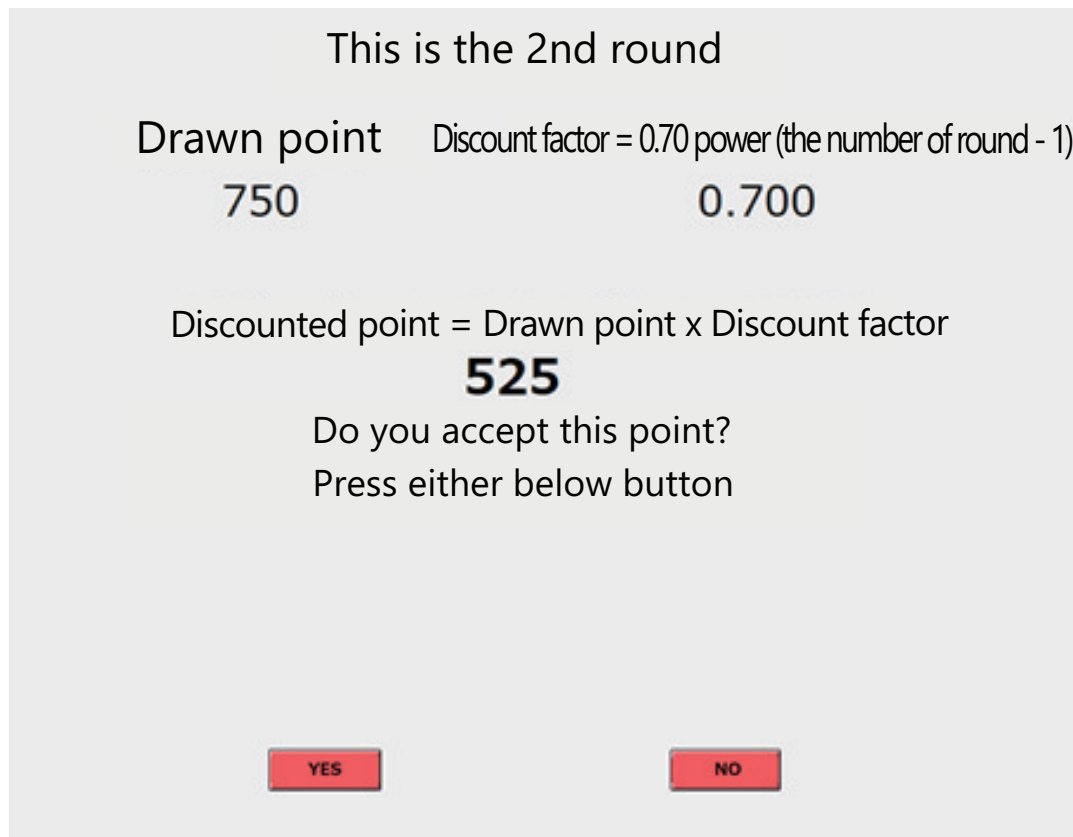 This is the 2nd round
Drawn point Discount factor = 0.70 power (the number of round - 1)
750 0.700
Discounted point = Drawn point x Discount factor
525
Do you accept this point?
Press either below button
YES NO